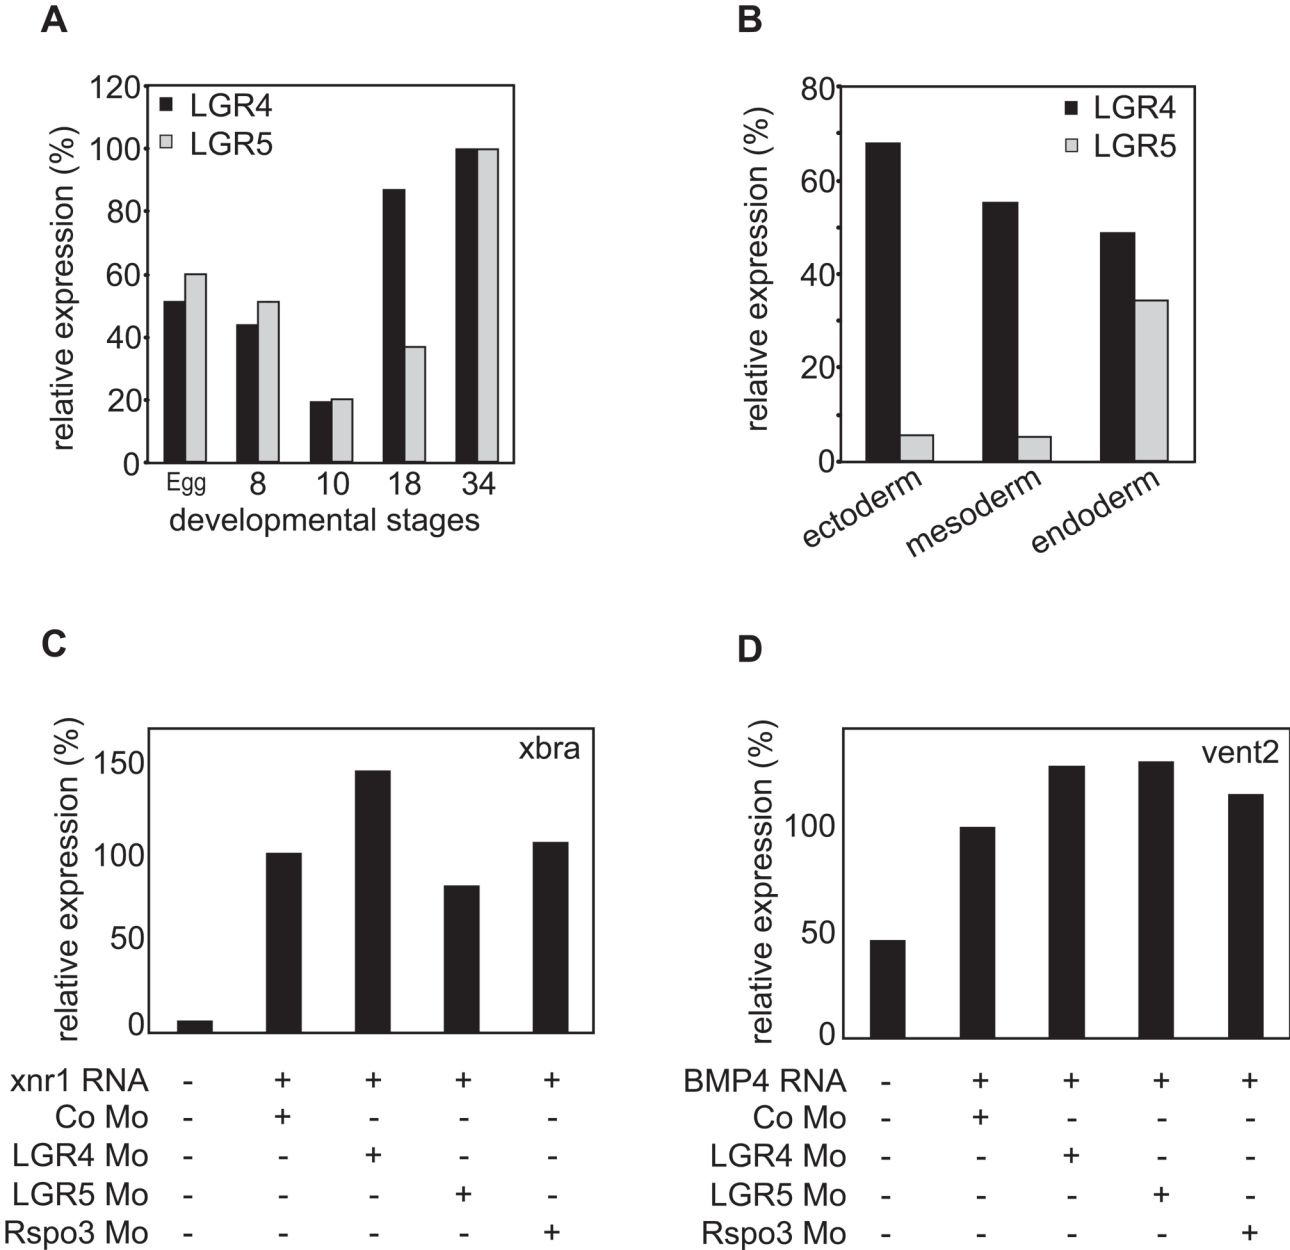 A
relative expression (%)
120
100
80
60
40
20
0
LGR4
LGR5
Egg 8 10 18 34
developmental stages
B
relative expression (%)
80
60
40
20
0
LGR4
LGR5
ectoderm
mesoderm
endoderm
C
relative expression (%)
150
100
50
0
xbra
xnr1 RNA - + + + +
Co Mo - + - - -
LGR4 Mo - - + - -
LGR5 Mo - - - + -
Rspo3 Mo - - - - +
D
relative expression (%)
100
50
0
vent2
BMP4 RNA - + + + +
Co Mo - + - - -
LGR4 Mo - - + - -
LGR5 Mo - - - + -
Rspo3 Mo - - - - +